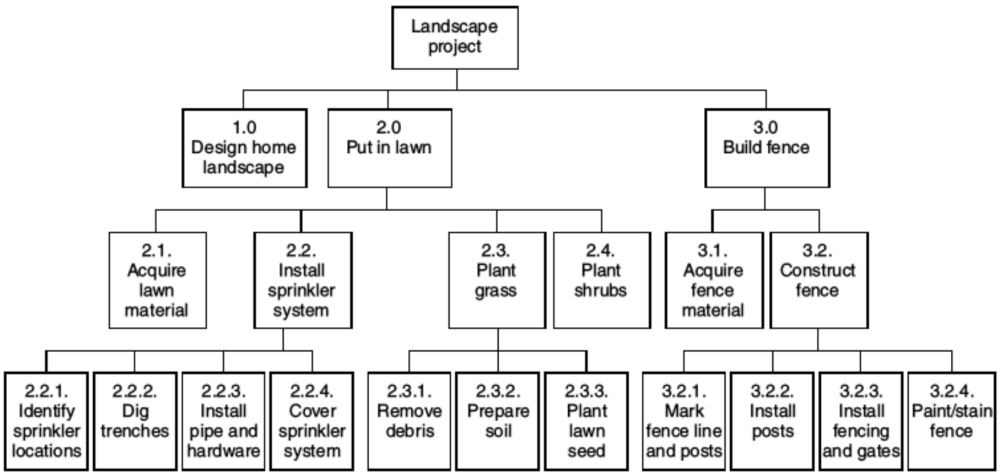 Landscape
project
1.0
Design home
landscape
2.0
Put in lawn
3.0
Build fence
2.1.
Acquire
lawn
material
2.2.
Install
sprinkler
system
2.3.
Plant
grass
2.4.
Plant
shrubs
3.1.
Acquire
fence
material
3.2.
Construct
fence
2.2.1.
Identify
sprinkler
locations
2.2.2.
Dig
trenches
2.2.3.
Install
pipe and
hardware
2.2.4.
Cover
sprinkler
system
2.3.1.
Remove
debris
2.3.2.
Prepare
soil
2.3.3.
Plant
lawn
seed
3.2.1.
Mark
fence line
and posts
3.2.2.
Install
posts
3.2.3.
Install
fencing
and gates
3.2.4.
Paint/stain
fence